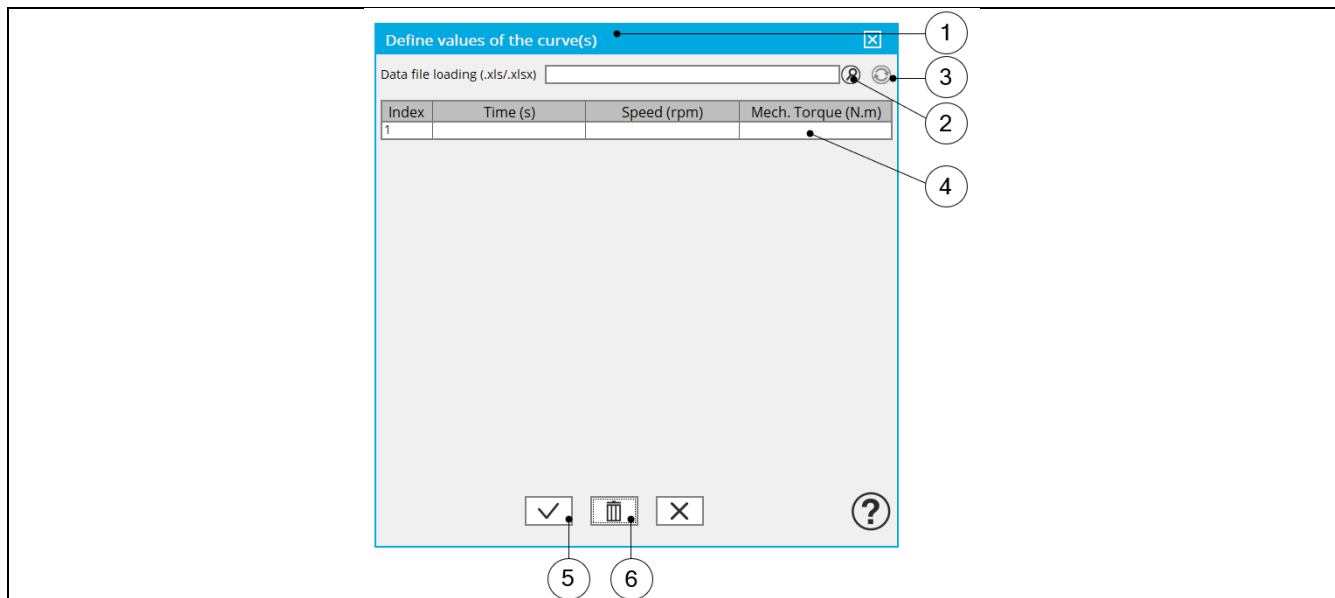 Define values of the curve(s)
1
Data file loading (.xls/.xlsx)
3
Index Time (s) Speed (rpm) Mech. Torque (N.m)
2
1
4
?
5 6